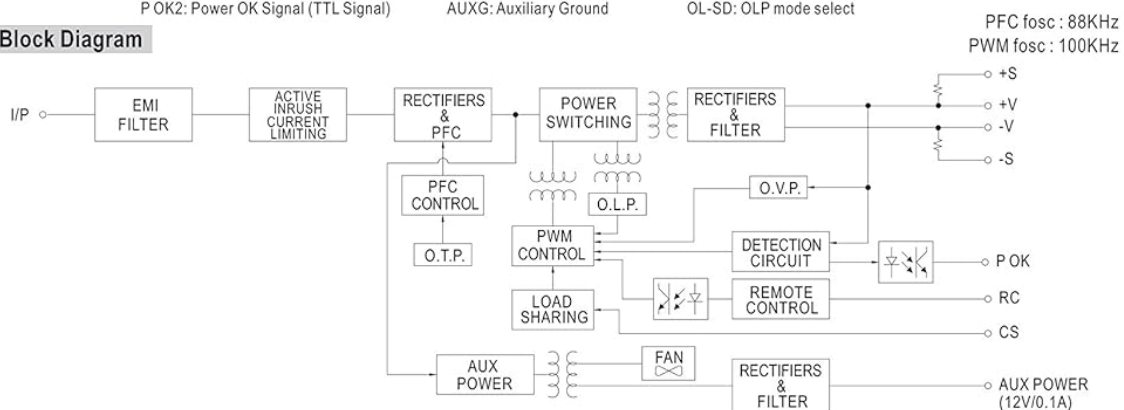 P OK2: Power OK Signal (TTL Signal) AUXG: Auxiliary Ground OL-SD: OLP mode select
PFC fosc : 88KHz
Block Diagram
PWM fosc : 100KHz
+S
I/P
EMI
FILTER
ACTIVE
INRUSH
CURRENT
LIMITING
RECTIFIERS
&
PFC
POWER
SWITCHING
RECTIFIERS
&
FILTER
+V
-V
-S
PFC
CONTROL
O.L.P.
O.V.P.
O.T.P.
PWM
CONTROL
DETECTION
CIRCUIT
P OK
LOAD
SHARING
REMOTE
CONTROL
RC
CS
AUX
POWER
FAN
RECTIFIERS
&
FILTER
AUX POWER
(12V/0.1A)